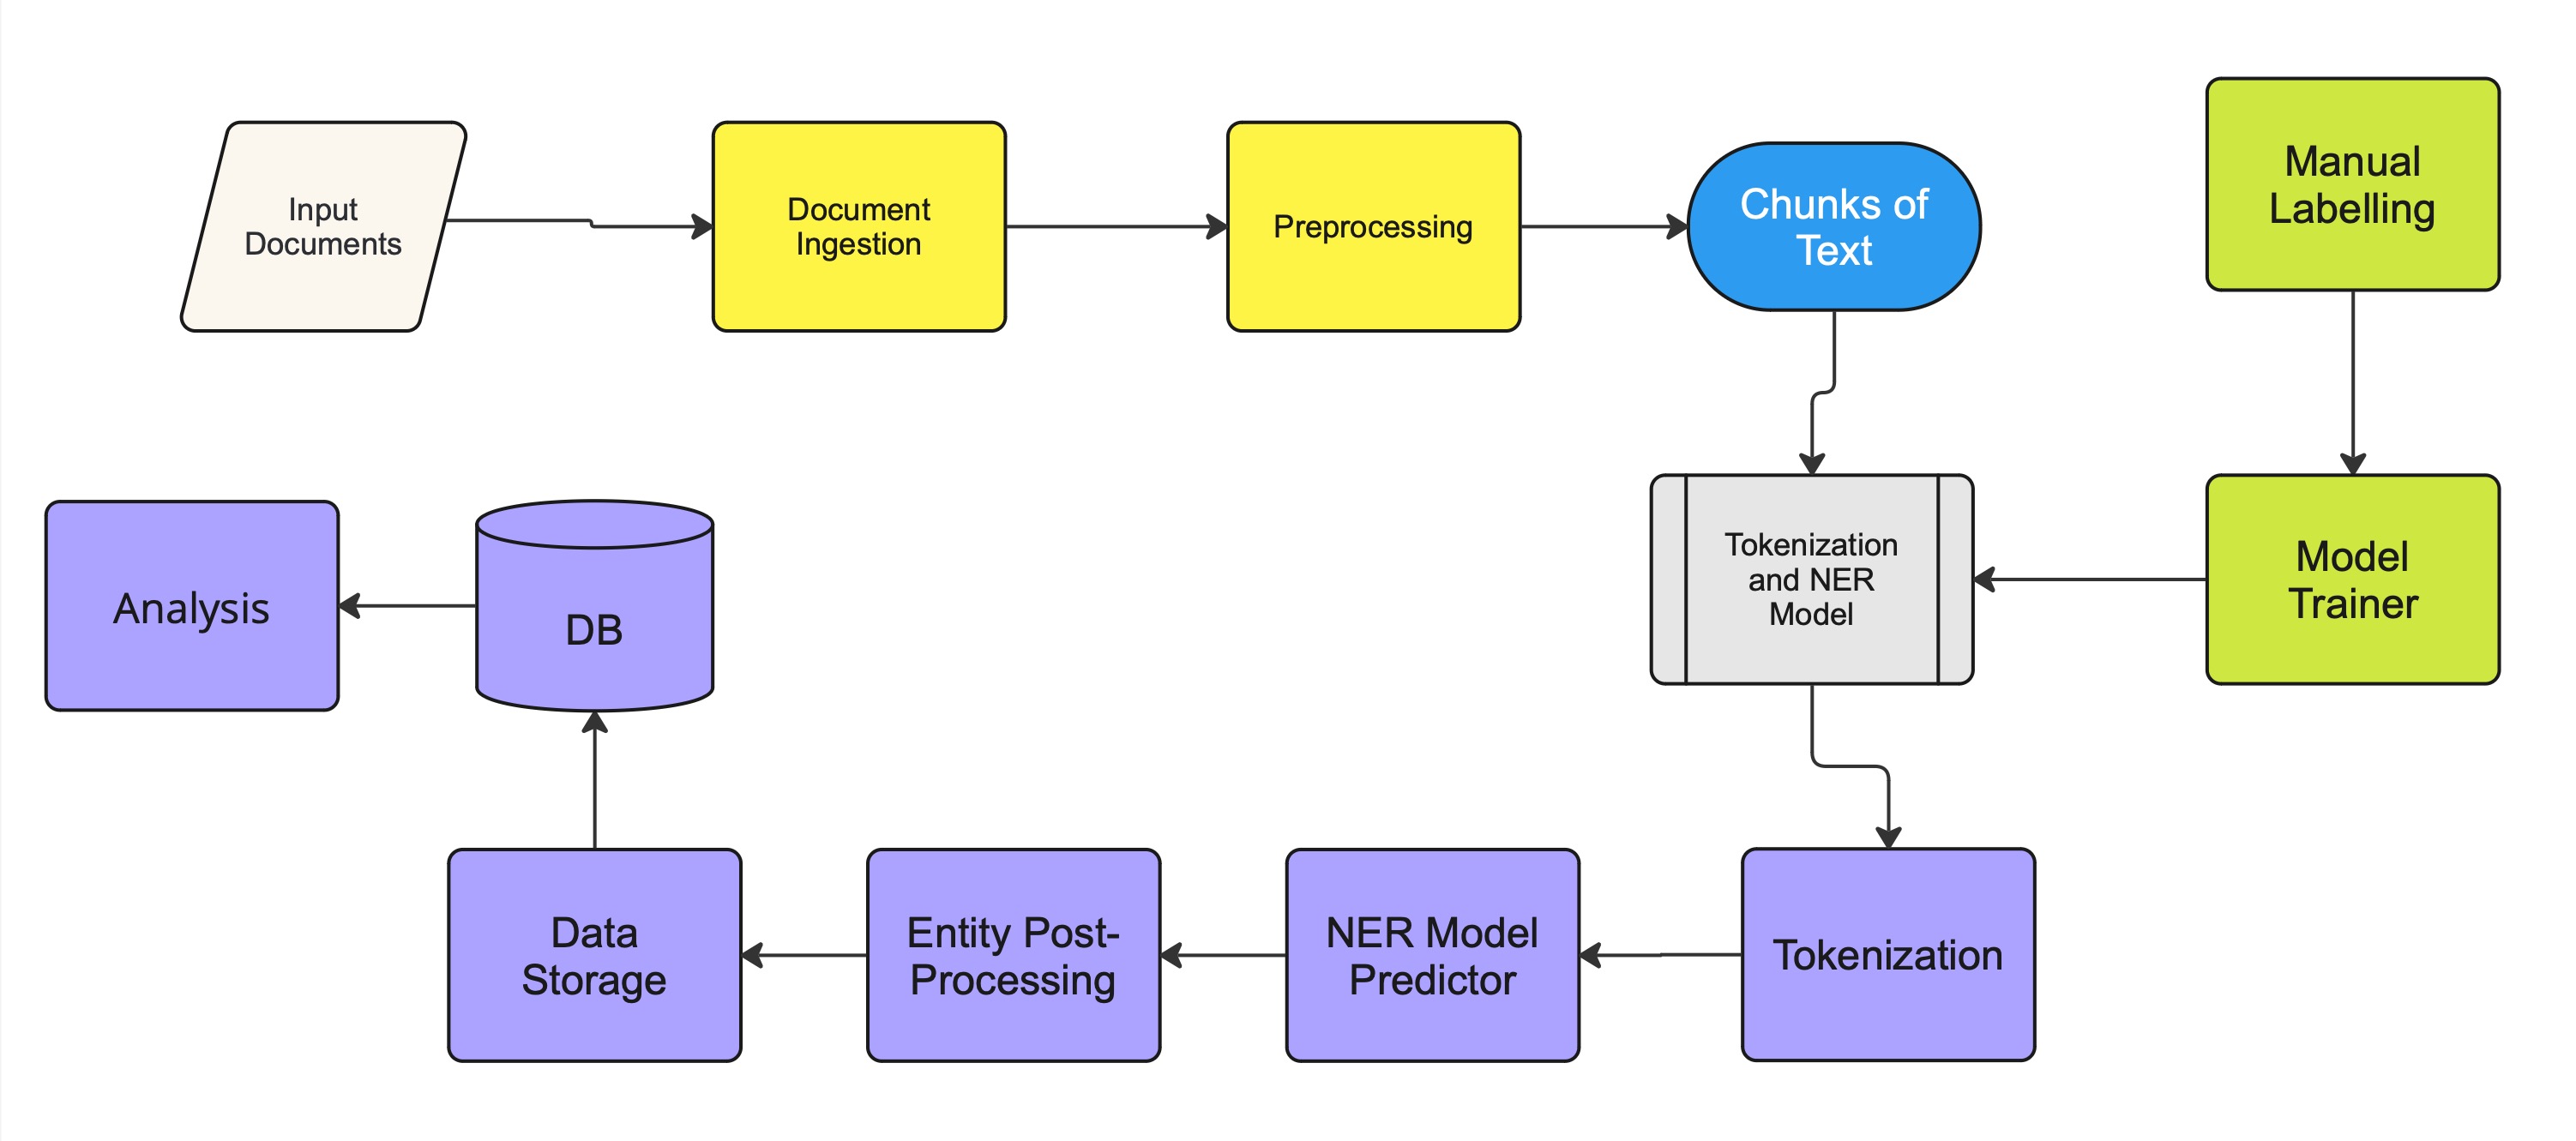 Input
Documents
Document
Ingestion
Preprocessing
Chunks of
Text
Manual
Labelling
Analysis
DB
Tokenization
and NER
Model
Model
Trainer
Data
Storage
Entity Post-
Processing
NER Model
Predictor
Tokenization